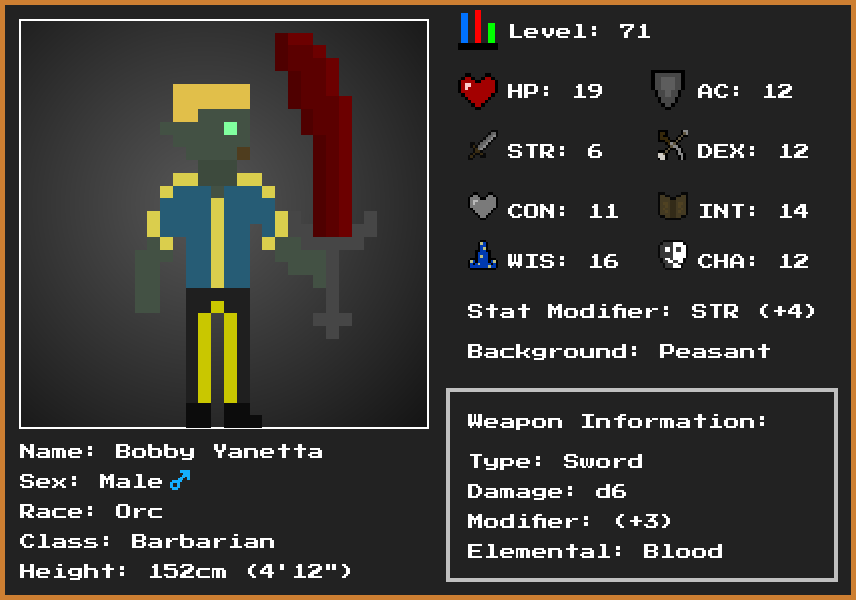 Level: 71
HP: 19 AC: 12
STR: 6 DEX: 12
CON: 11 INT: 14
WIS: 16 CHA: 12
Stat Modifier: STR (+4)
Background: Peasant
Weapon Information:
Type: Sword
Damage: d6
Modifier: (+3)
Elemental: Blood
Name: Bobby Yanetta
Sex: Male ♂
Race: Orc
Class: Barbarian
Height: 152cm (4'12")